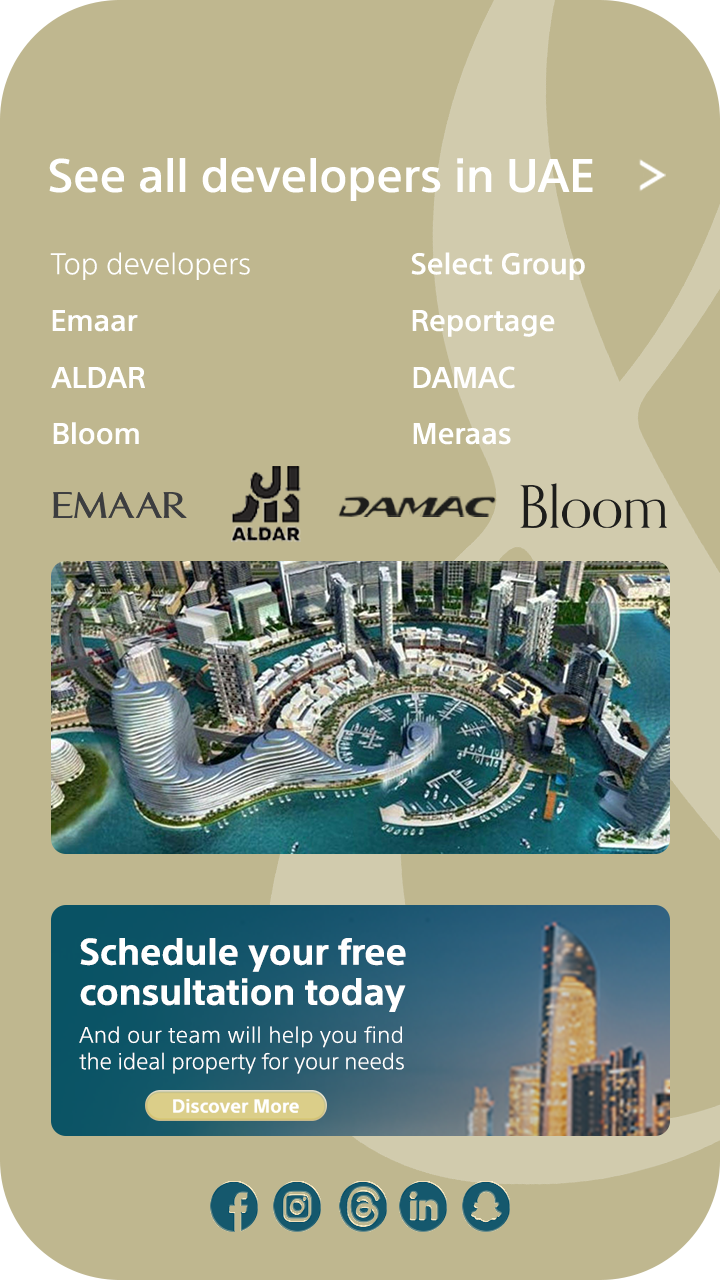 See all developers in UAE >
Top developers
Emaar
ALDAR
Bloom
Select Group
Reportage
DAMAC
Meraas
EMAAR
الدار
ALDAR
DAMAC
Bloom
Schedule your free
consultation today
And our team will help you find
the ideal property for your needs
Discover More